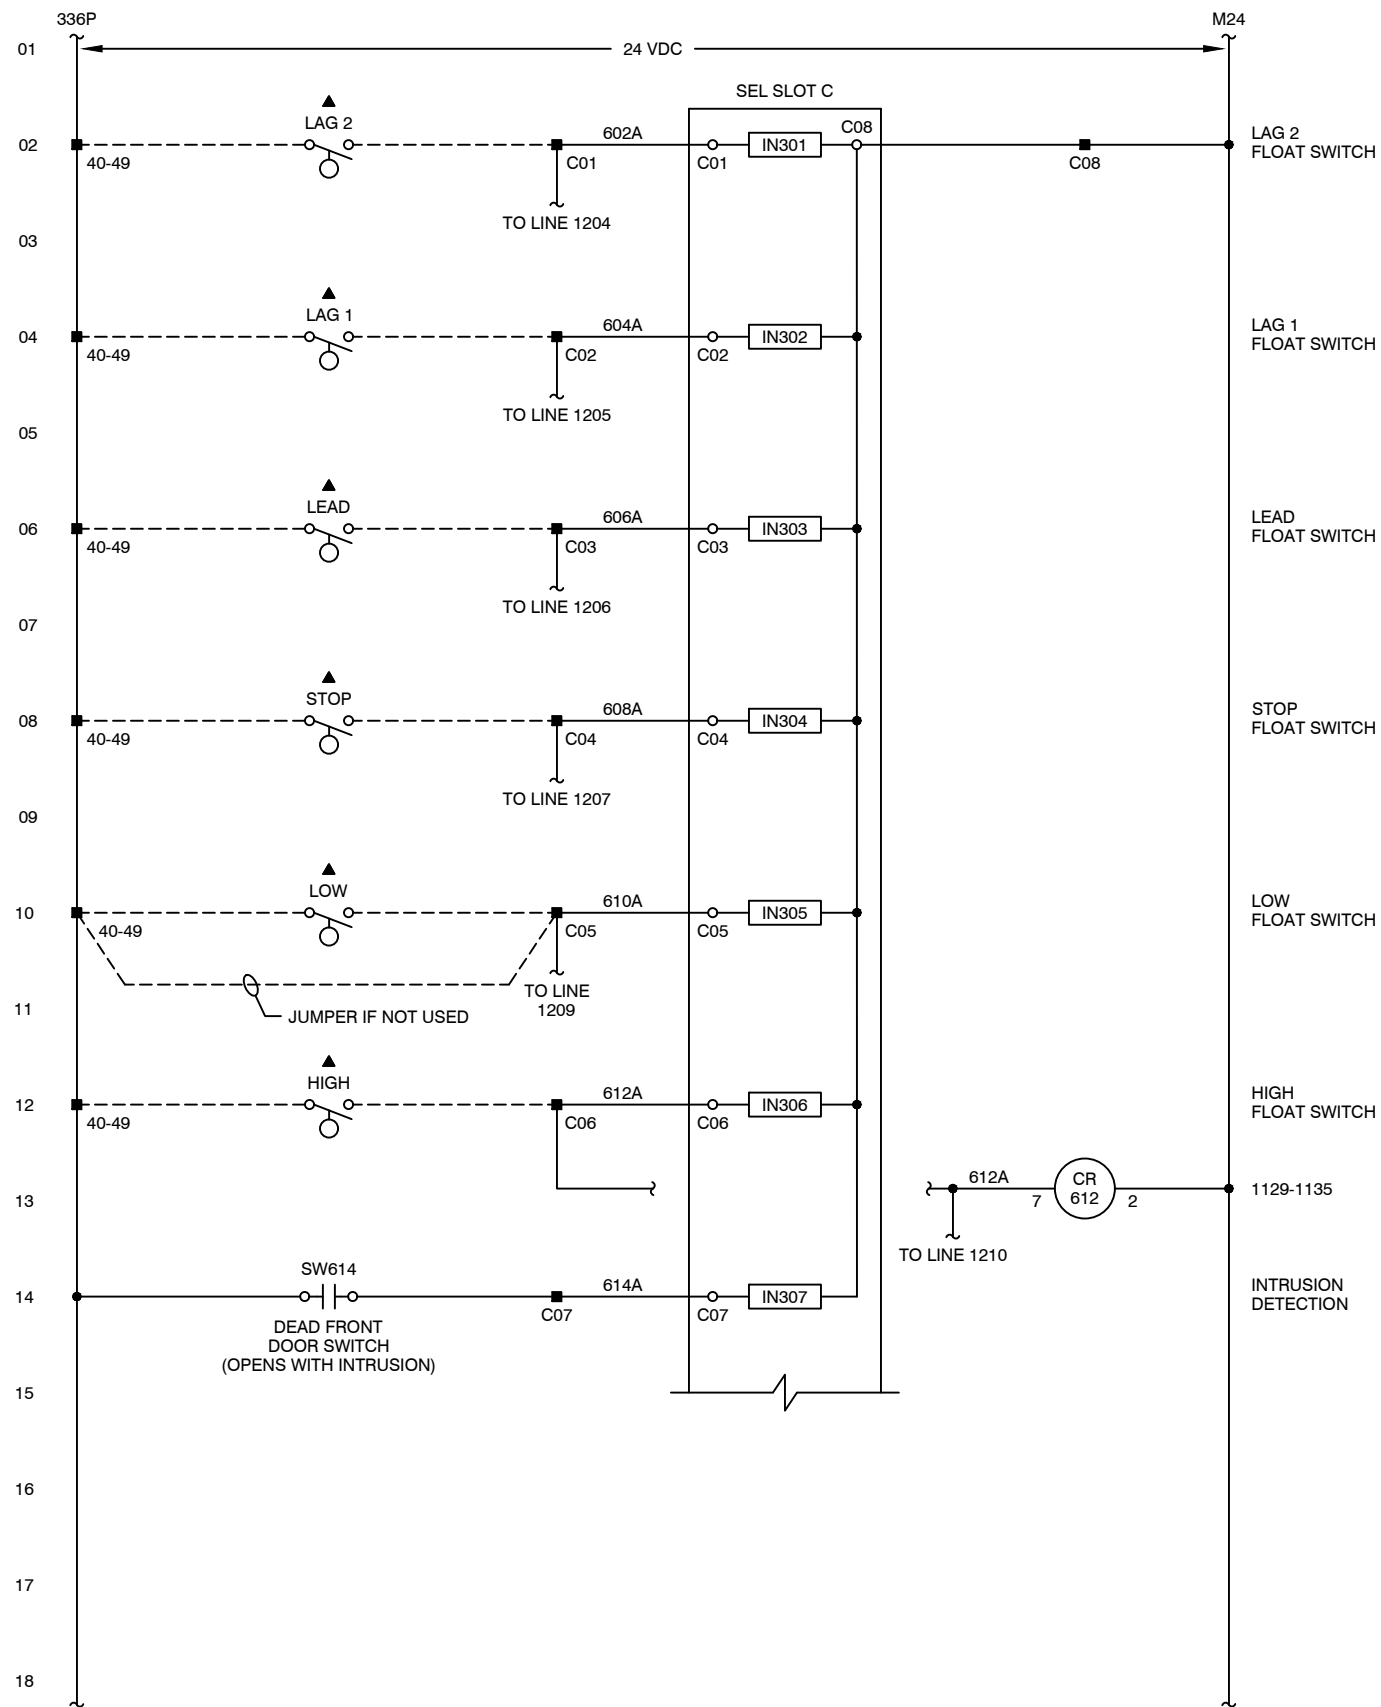 336P
M24
01
24 VDC
SEL SLOT C
LAG 2
602A
C08
02
40-49
C01
C01
IN301
C08
LAG 2
FLOAT SWITCH
TO LINE 1204
03
LAG 1
604A
04
40-49
C02
C02
IN302
LAG 1
FLOAT SWITCH
TO LINE 1205
05
LEAD
606A
06
40-49
C03
C03
IN303
LEAD
FLOAT SWITCH
TO LINE 1206
07
STOP
608A
08
40-49
C04
C04
IN304
STOP
FLOAT SWITCH
TO LINE 1207
09
LOW
610A
10
40-49
C05
C05
IN305
LOW
FLOAT SWITCH
TO LINE
1209
11
JUMPER IF NOT USED
HIGH
612A
12
40-49
C06
C06
IN306
HIGH
FLOAT SWITCH
13
612A
7
CR
612
2
1129-1135
TO LINE 1210
SW614
614A
14
C07
C07
IN307
INTRUSION
DETECTION
DEAD FRONT
DOOR SWITCH
(OPENS WITH INTRUSION)
15
16
17
18